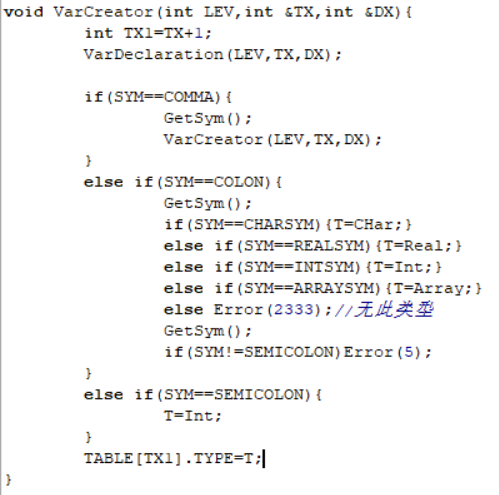 void VarCreator(int LEV,int &TX,int &DX){
int TX1=TX+1;
VarDeclaration(LEV,TX,DX);
if(SYM==COMMA){
GetSym();
VarCreator(LEV,TX,DX);
}
else if(SYM==COLON){
GetSym();
if(SYM==CHARSYM){T=CHar;}
else if(SYM==REALSYM){T=Real;}
else if(SYM==INTSYM){T=Int;}
else if(SYM==ARRAYSYM){T=Array;}
else Error(2333);//无此类型
GetSym();
if(SYM!=SEMICOLON)Error(5);
}
else if(SYM==SEMICOLON){
T=Int;
}
TABLE[TX1].TYPE=T;
}